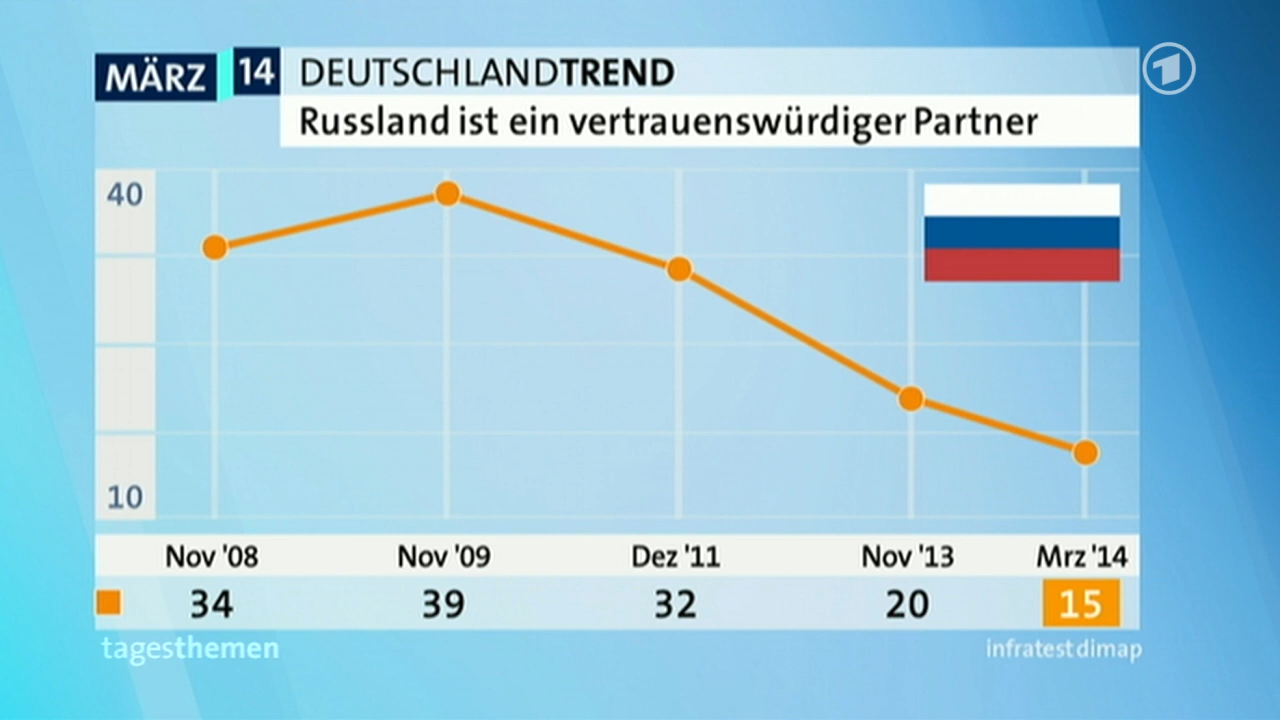 MÄRZ 14 DEUTSCHLANDTREND
Russland ist ein vertrauenswürdiger Partner
40
10
Nov '08 Nov '09 Dez '11 Nov '13 Mrz '14
34 39 32 20 15
tagesthemen infratest dimap
1